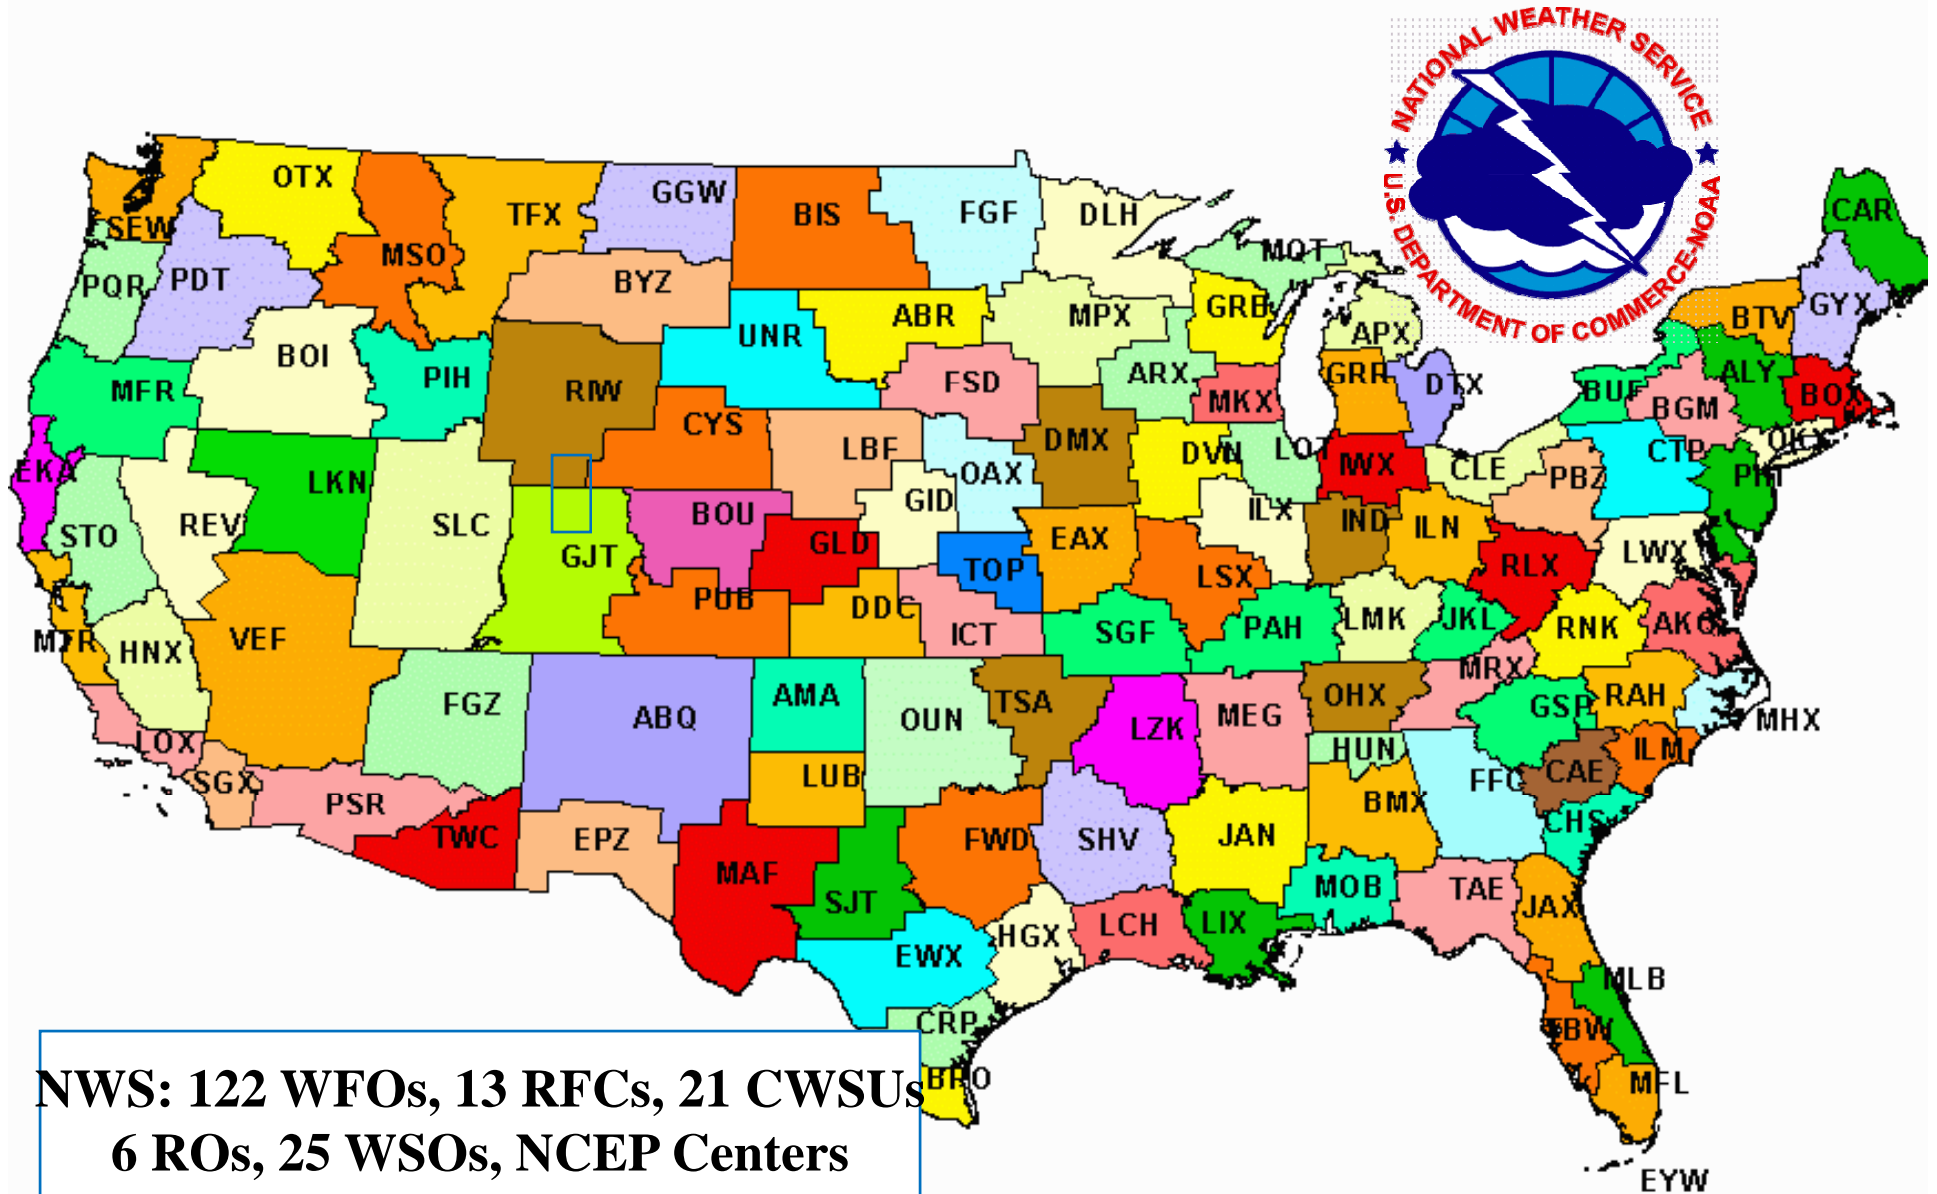 NATIONAL WEATHER SERVICE
U.S. DEPARTMENT OF COMMERCE-NOAA
SEW
OTX
MSO
TFX
GGW
BIS
FGF
DLH
MQT
CAR
PQR
PDT
BYZ
UNR
ABR
MPX
GRB
APX
BTV
GYX
MFR
BOI
PIH
RIW
CYS
FSD
ARX
MKX
GRR
DTX
BUF
BGM
ALY
BOX
EKA
LKN
LBF
OAX
DMX
DVN
LOT
IWX
CLE
PBZ
CTP
OKX
PHI
STO
REV
SLC
GJT
BOU
GLD
GID
TOP
EAX
LSX
ILX
IND
ILN
RLX
LWX
MTR
HNX
VEF
PUB
DDC
ICT
SGF
PAH
LMK
JKL
RNK
AKQ
LOX
FGZ
ABQ
AMA
OUN
TSA
LZK
MEG
OHX
MRX
GSP
RAH
MHX
SGX
PSR
TWC
EPZ
LUB
HUN
BMX
FFC
CAE
ILM
CHS
MAF
SJT
FWD
SHV
JAN
MOB
TAE
JAX
EWX
HGX
LCH
LIX
MLB
CRP
TBW
BRO
MFL
EYW
NWS: 122 WFOs, 13 RFCs, 21 CWSUs
6 ROs, 25 WSOs, NCEP Centers